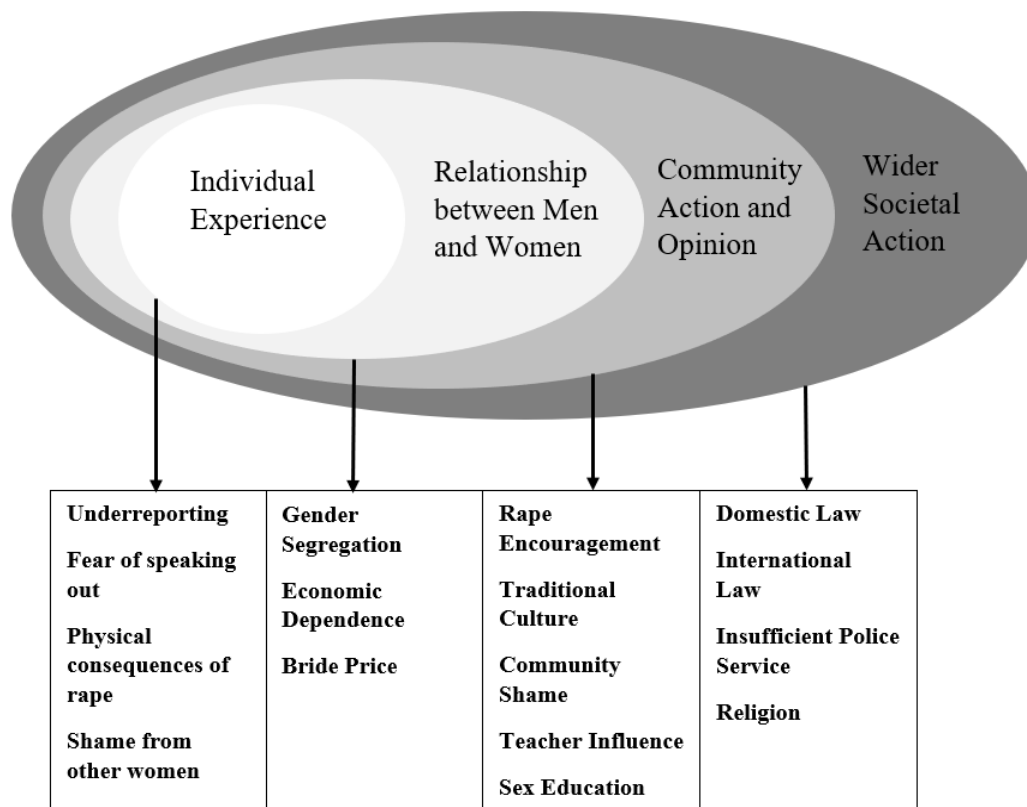 Individual
Experience
Relationship
between Men
and Women
Community
Action and
Opinion
Wider
Societal
Action
Underreporting
Fear of speaking
out
Physical
consequences of
rape
Shame from
other women
Gender
Segregation
Economic
Dependence
Bride Price
Rape
Encouragement
Traditional
Culture
Community
Shame
Teacher Influence
Sex Education
Domestic Law
International
Law
Insufficient Police
Service
Religion